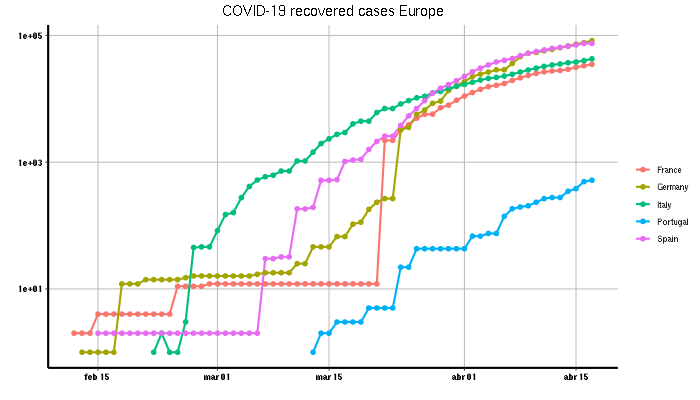 COVID-19 recovered cases Europe
1e+05
1e+03
1e+01
feb 15
mar 01
mar 15
abr 01
abr 15
France
Germany
Italy
Portugal
Spain